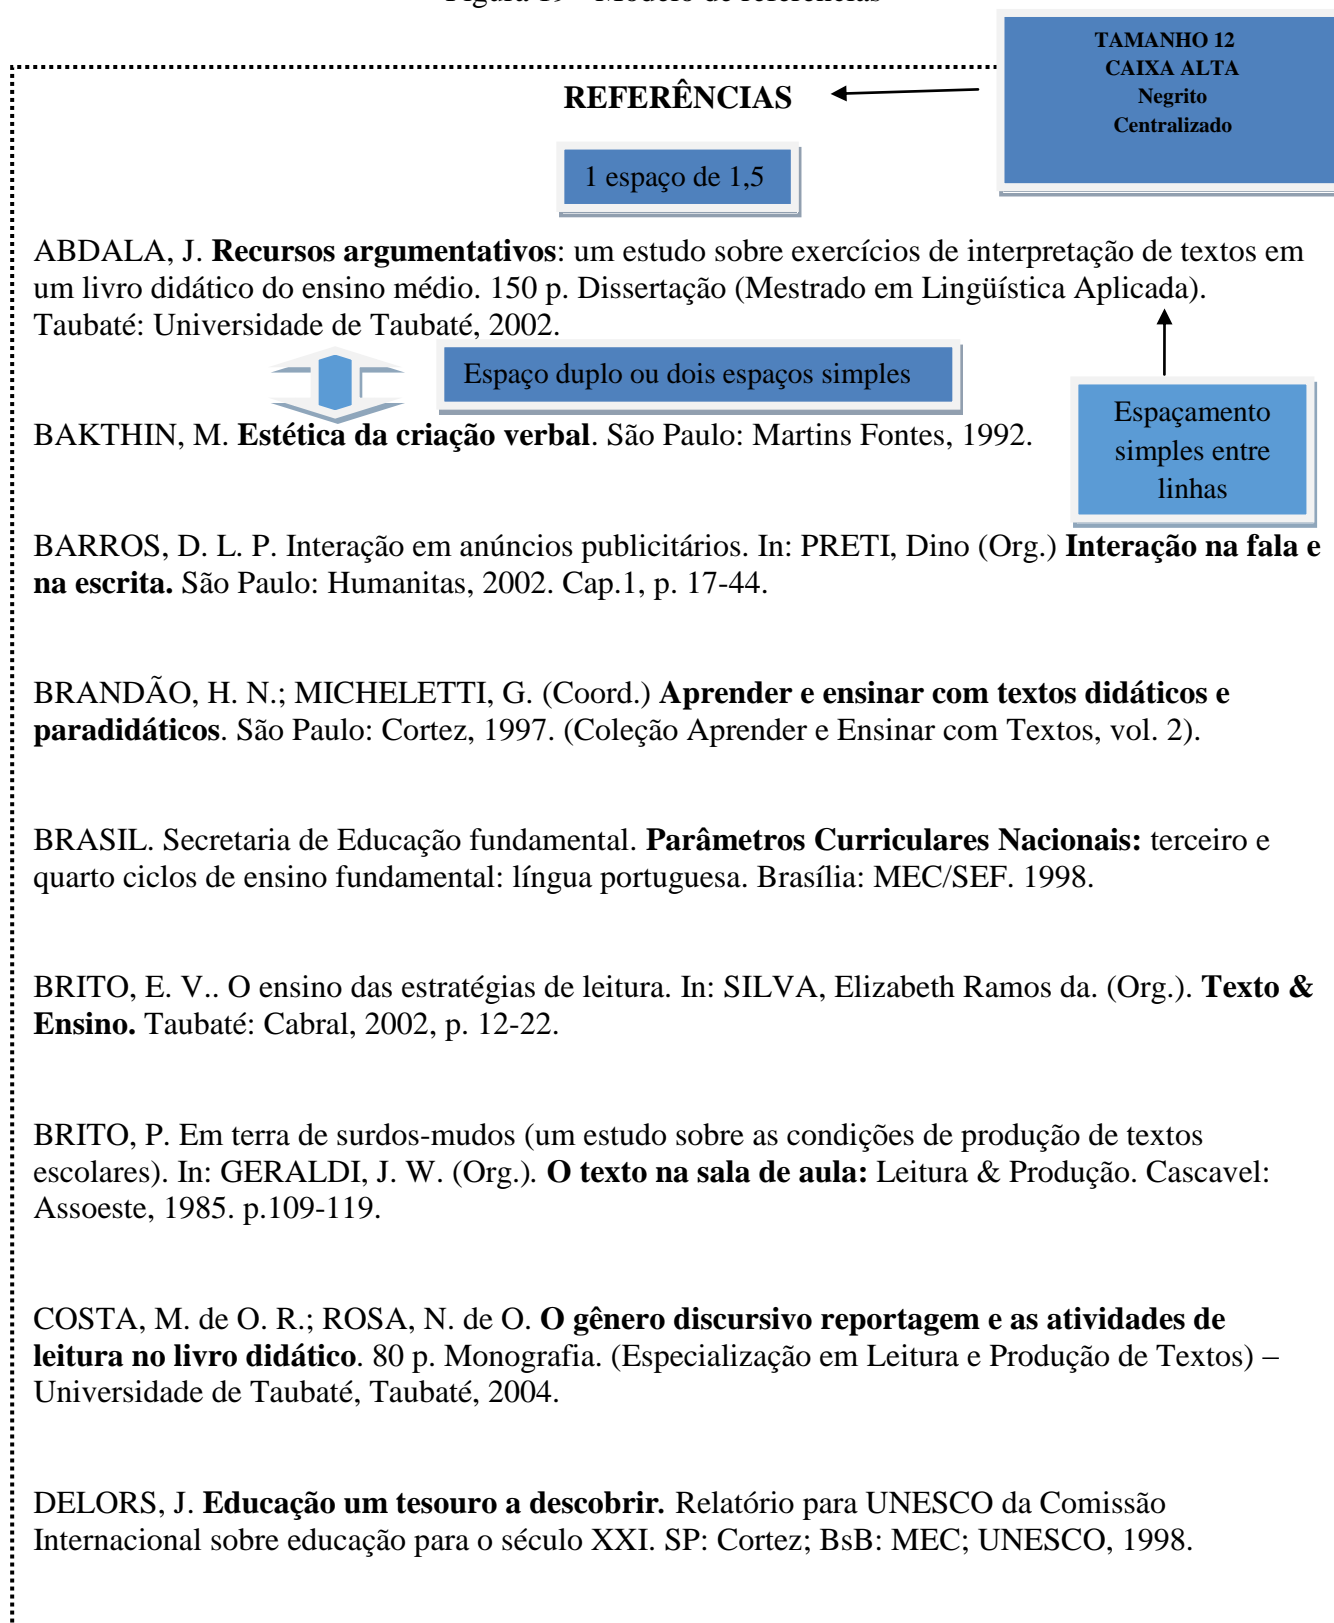 Figura 19 – Modelo de referências
TAMANHO 12
CAIXA ALTA
Negrito
Centralizado
REFERÊNCIAS
1 espaço de 1,5
ABDALA, J. Recursos argumentativos: um estudo sobre exercícios de interpretação de textos em
um livro didático do ensino médio. 150 p. Dissertação (Mestrado em Lingüística Aplicada).
Taubaté: Universidade de Taubaté, 2002.
Espaço duplo ou dois espaços simples
Espaçamento
simples entre
linhas
BAKTHIN, M. Estética da criação verbal. São Paulo: Martins Fontes, 1992.
BARROS, D. L. P. Interação em anúncios publicitários. In: PRETI, Dino (Org.) Interação na fala e
na escrita. São Paulo: Humanitas, 2002. Cap.1, p. 17-44.
BRANDÃO, H. N.; MICHELETTI, G. (Coord.) Aprender e ensinar com textos didáticos e
paradidáticos. São Paulo: Cortez, 1997. (Coleção Aprender e Ensinar com Textos, vol. 2).
BRASIL. Secretaria de Educação fundamental. Parâmetros Curriculares Nacionais: terceiro e
quarto ciclos de ensino fundamental: língua portuguesa. Brasília: MEC/SEF. 1998.
BRITO, E. V.. O ensino das estratégias de leitura. In: SILVA, Elizabeth Ramos da. (Org.). Texto &
Ensino. Taubaté: Cabral, 2002, p. 12-22.
BRITO, P. Em terra de surdos-mudos (um estudo sobre as condições de produção de textos
escolares). In: GERALDI, J. W. (Org.). O texto na sala de aula: Leitura & Produção. Cascavel:
Assoeste, 1985. p.109-119.
COSTA, M. de O. R.; ROSA, N. de O. O gênero discursivo reportagem e as atividades de
leitura no livro didático. 80 p. Monografia. (Especialização em Leitura e Produção de Textos) –
Universidade de Taubaté, Taubaté, 2004.
DELORS, J. Educação um tesouro a descobrir. Relatório para UNESCO da Comissão
Internacional sobre educação para o século XXI. SP: Cortez; BsB: MEC; UNESCO, 1998.